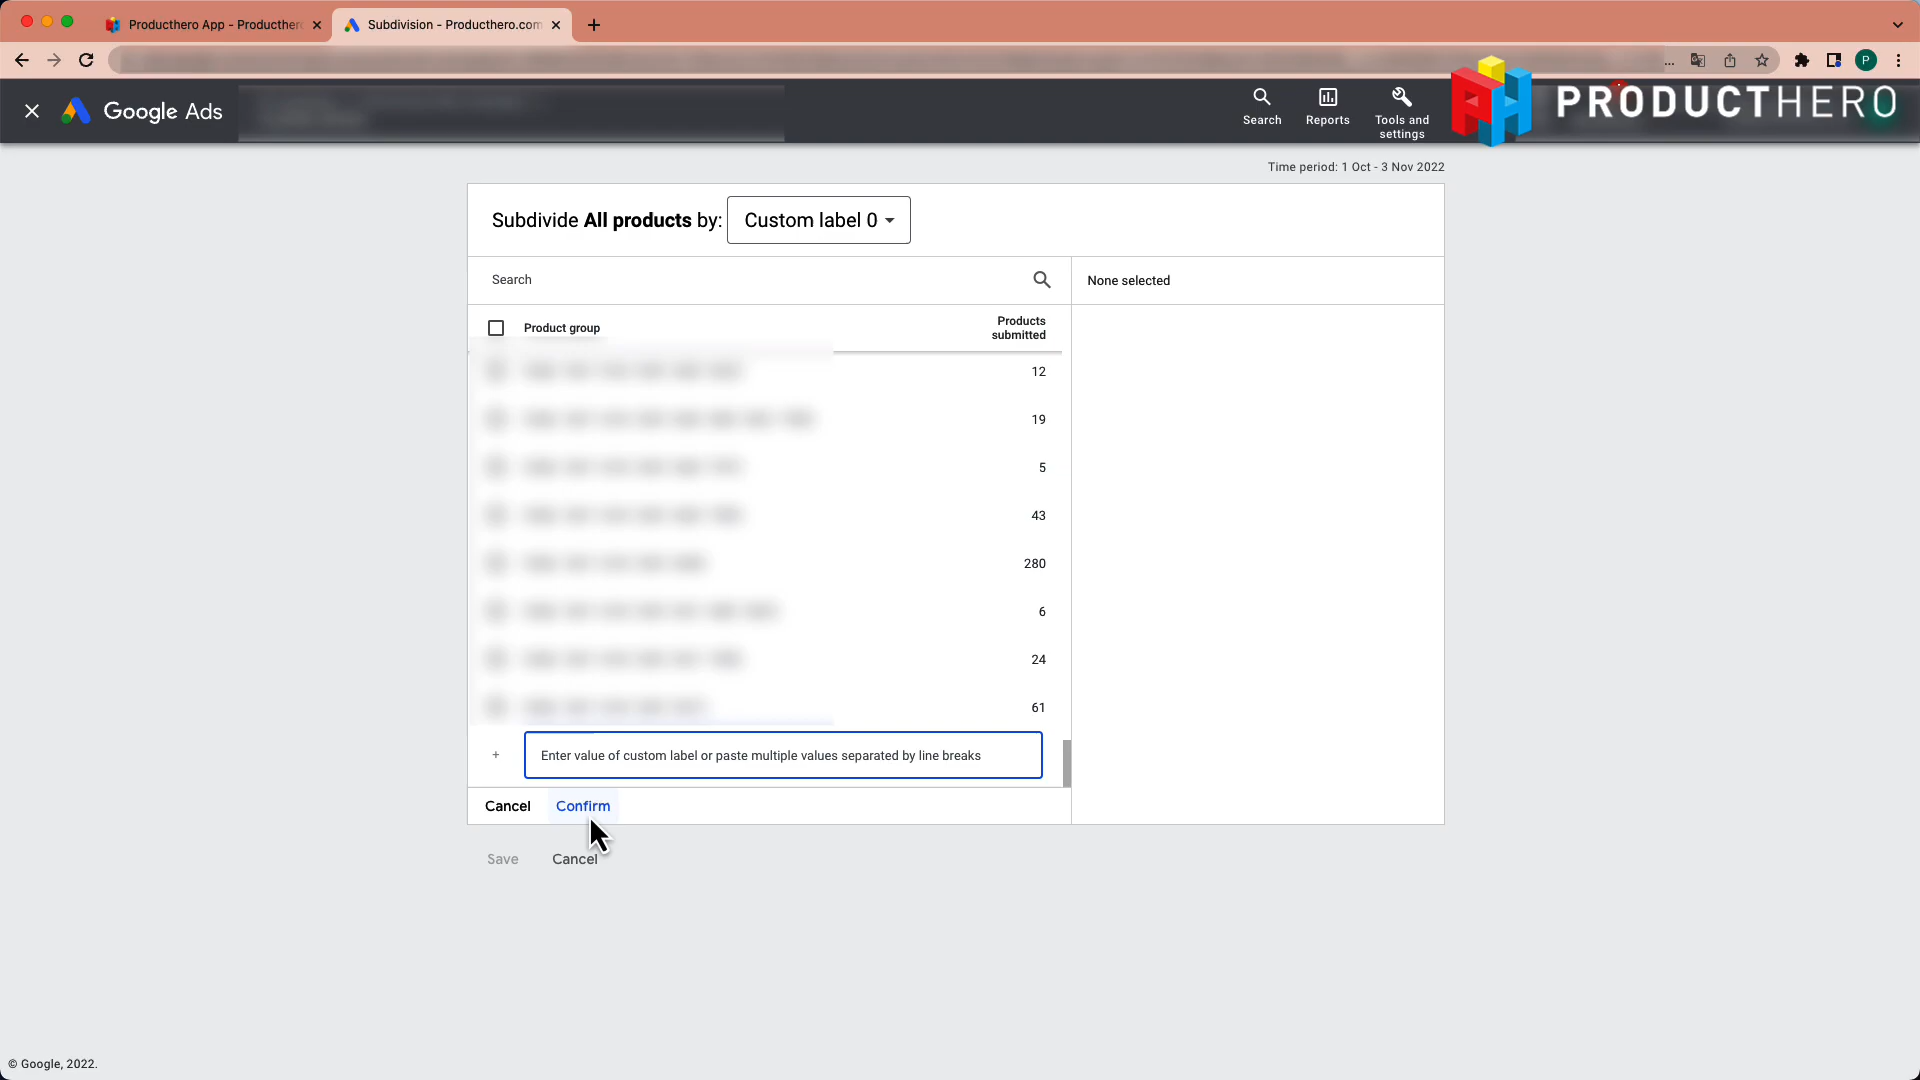 Producthero App - Producthero
Subdivision - Producthero.com
...
P
Google Ads
Search
Reports
Tools and
settings
PRODUCTHERO
Time period: 1 Oct - 3 Nov 2022
Subdivide All products by:
Custom label 0
Search
None selected
Product group
Products
submitted
12
19
5
43
280
6
24
61
+
Enter value of custom label or paste multiple values separated by line breaks
Cancel
Confirm
Save
Cancel
© Google, 2022.